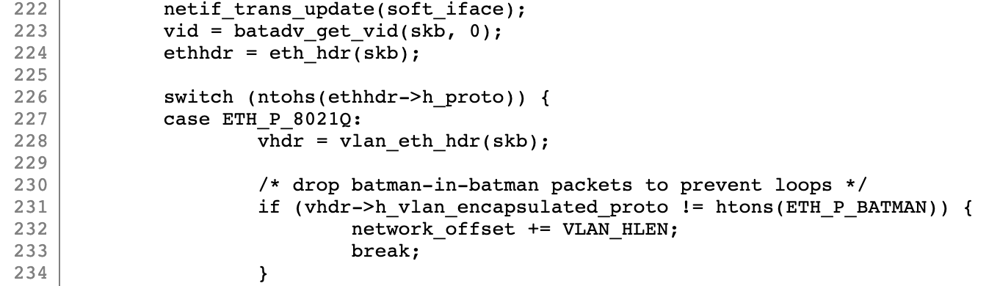 222         netif_trans_update(soft_iface);
223         vid = batadv_get_vid(skb, 0);
224         ethhdr = eth_hdr(skb);
225
226         switch (ntohs(ethhdr->h_proto)) {
227         case ETH_P_8021Q:
228                 vhdr = vlan_eth_hdr(skb);
229
230                 /* drop batman-in-batman packets to prevent loops */
231                 if (vhdr->h_vlan_encapsulated_proto != htons(ETH_P_BATMAN)) {
232                         network_offset += VLAN_HLEN;
233                         break;
234                 }